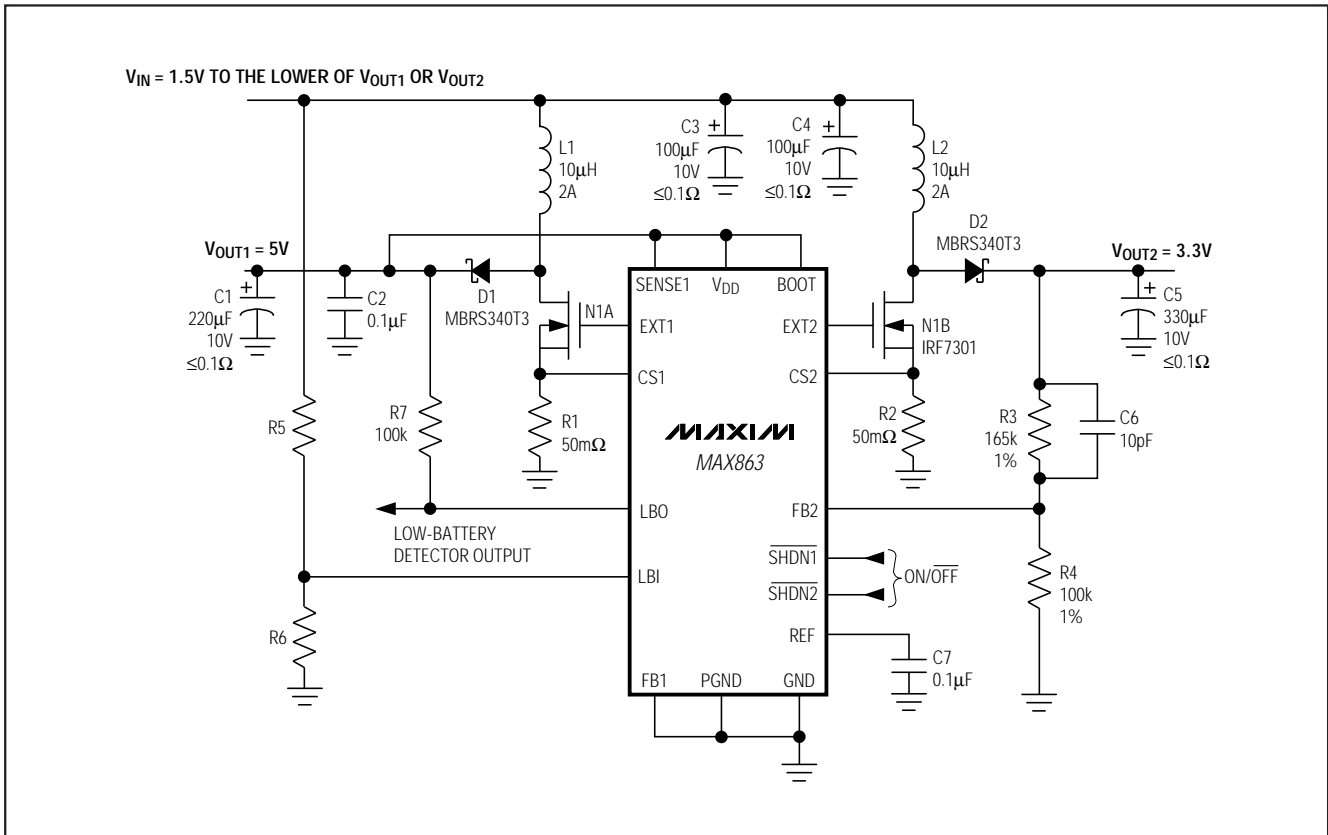 VIN = 1.5V TO THE LOWER OF VOUT1 OR VOUT2
C3
+
100µF
10V
≤0.1Ω
C4
+
100µF
10V
≤0.1Ω
L1
10µH
2A
L2
10µH
2A
D2
MBRS340T3
VOUT1 = 5V
VOUT2 = 3.3V
C1
+
220µF
10V
≤0.1Ω
C2
0.1µF
D1
MBRS340T3
N1A
SENSE1
VDD
BOOT
EXT1
EXT2
N1B
IRF7301
+
C5
330µF
10V
≤0.1Ω
CS1
CS2
R5
R7
100k
R1
50mΩ
MAXIM
MAX863
R2
50mΩ
R3
165k
1%
C6
10pF
LBO
FB2
LOW-BATTERY
DETECTOR OUTPUT
SHDN1
ON/OFF
SHDN2
LBI
R4
100k
1%
R6
REF
C7
0.1µF
FB1
PGND
GND